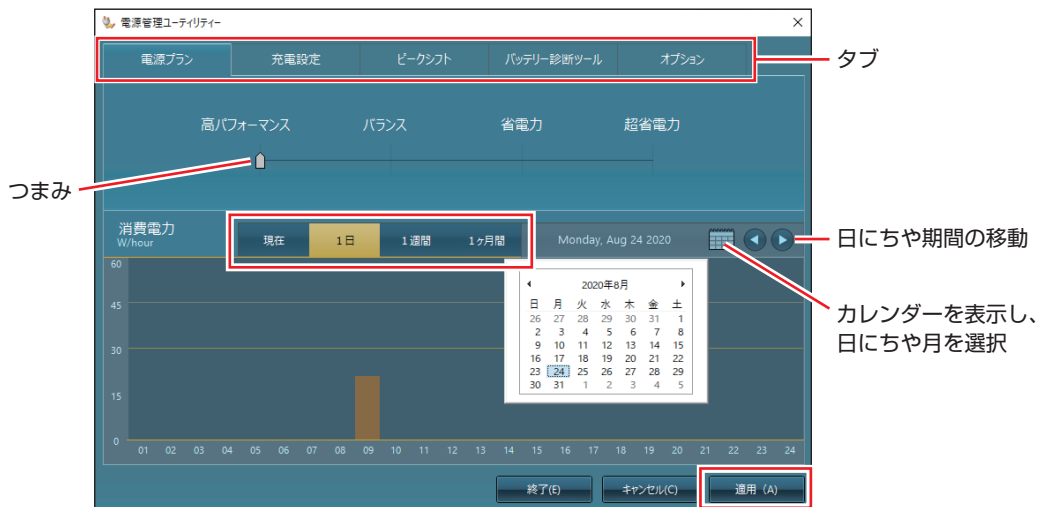 電源管理ユーティリティー
電源プラン 充電設定 ピークシフト バッテリー診断ツール オプション
タブ
高パフォーマンス バランス 省電力 超省電力
つまみ
消費電力
W/hour
現在 1日 1週間 1ヶ月間 Monday, Aug 24 2020
日にちや期間の移動
60
45
30
15
0
2020年8月
日 月 火 水 木 金 土
26 27 28 29 30 31 1
2 3 4 5 6 7 8
9 10 11 12 13 14 15
16 17 18 19 20 21 22
23 24 25 26 27 28 29
30 31 1 2 3 4 5
カレンダーを表示し、
日にちや月を選択
01 02 03 04 05 06 07 08 09 10 11 12 13 14 15 16 17 18 19 20 21 22 23 24
終了(E) キャンセル(C) 適用 (A)